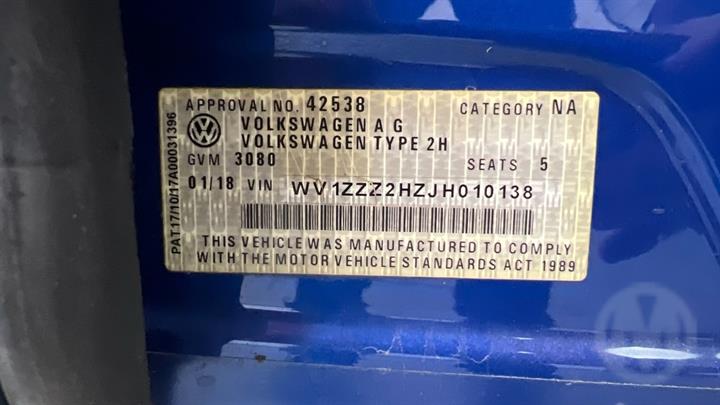 APPROVAL NO. 42538 CATEGORY NA
VOLKSWAGEN A G
VOLKSWAGEN TYPE 2H
GVM 3080 SEATS 5
01/18 VIN WV1ZZZ2HZJH010138
THIS VEHICLE WAS MANUFACTURED TO COMPLY
WITH THE MOTOR VEHICLE STANDARDS ACT 1989
PAT17/10/17A00031396